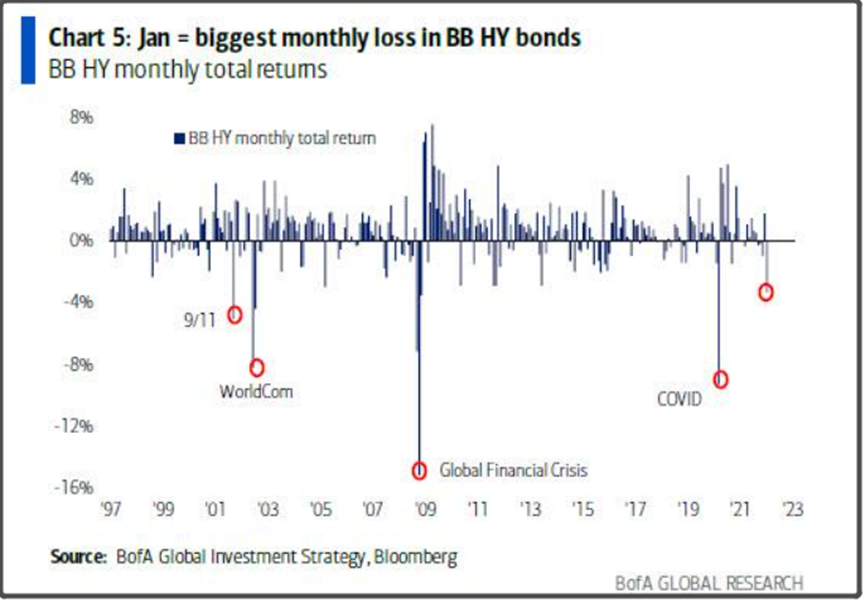 Chart 5: Jan = biggest monthly loss in BB HY bonds
BB HY monthly total returns
8%
BB HY monthly total return
4%
0%
-4%
9/11
-8%
WorldCom
COVID
-12%
Global Financial Crisis
-16%
'97 '99 '01 '03 '05 '07 '09 '11 '13 '15 '17 '19 '21 '23
Source: BofA Global Investment Strategy, Bloomberg
BofA GLOBAL RESEARCH